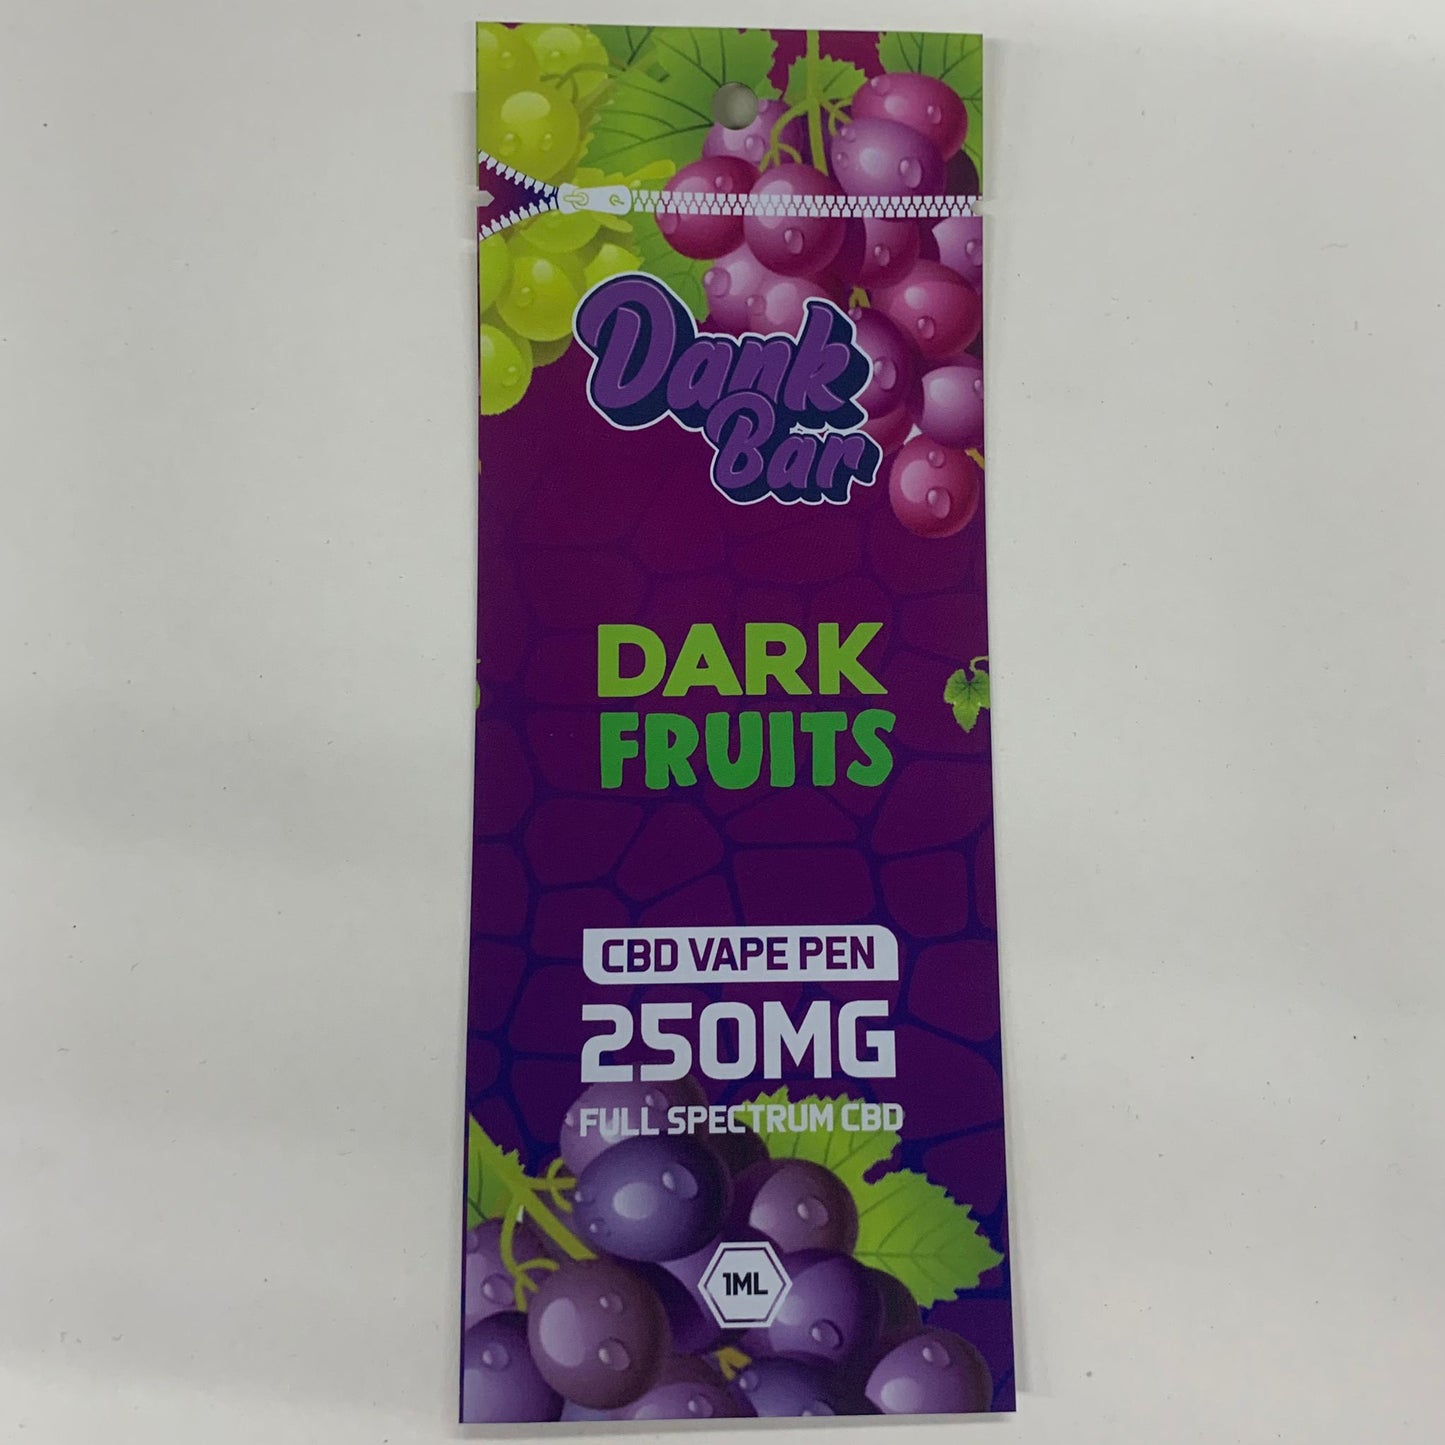 Dank
Bar
DARK
FRUITS
CBD VAPE PEN
250MG
FULL SPECTRUM CBD
1ML